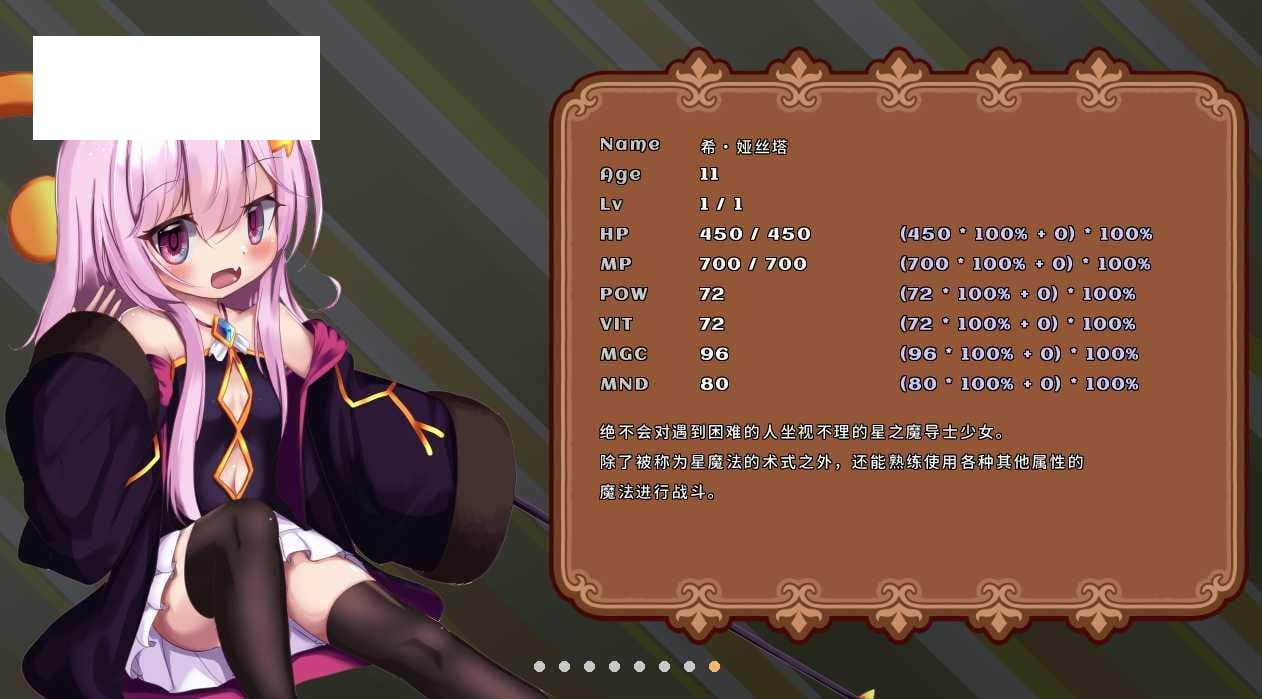 Name 希・娅丝塔
Age 11
Lv 1 / 1
HP 450 / 450 (450 * 100% + 0) * 100%
MP 700 / 700 (700 * 100% + 0) * 100%
POW 72 (72 * 100% + 0) * 100%
VIT 72 (72 * 100% + 0) * 100%
MGC 96 (96 * 100% + 0) * 100%
MND 80 (80 * 100% + 0) * 100%
绝不会对遇到困难的人坐视不理的星之魔导士少女。
除了被称为星魔法的术式之外，还能熟练使用各种其他属性的
魔法进行战斗。